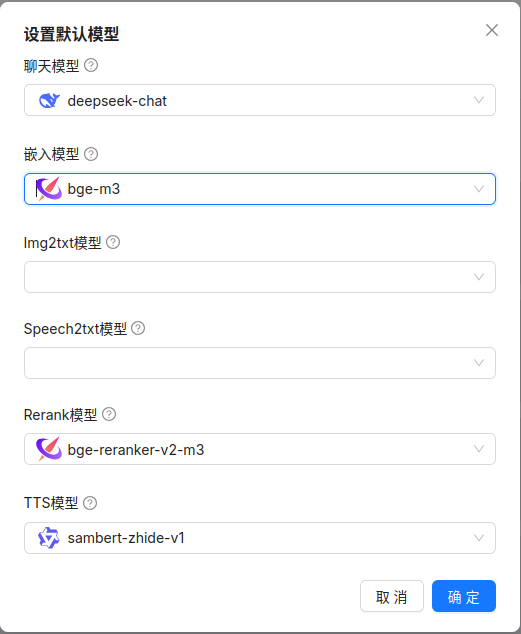 设置默认模型
聊天模型
deepseek-chat
嵌入模型
bge-m3
Img2txt模型
Speech2txt模型
Rerank模型
bge-reranker-v2-m3
TTS模型
sambert-zhide-v1
取 消 确 定